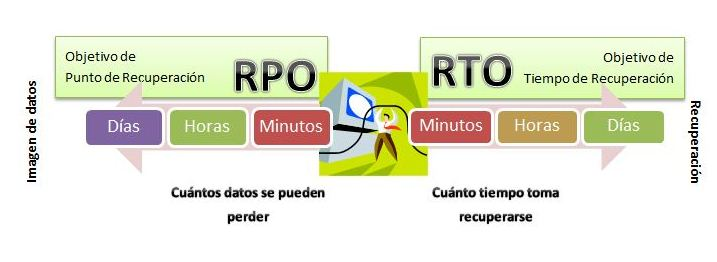 Objetivo de
Punto de Recuperación
RPO
RTO
Objetivo de
Tiempo de Recuperación
Imagen de datos
Días
Horas
Minutos
Minutos
Horas
Días
Recuperación
Cuántos datos se pueden
perder
Cuánto tiempo toma
recuperarse